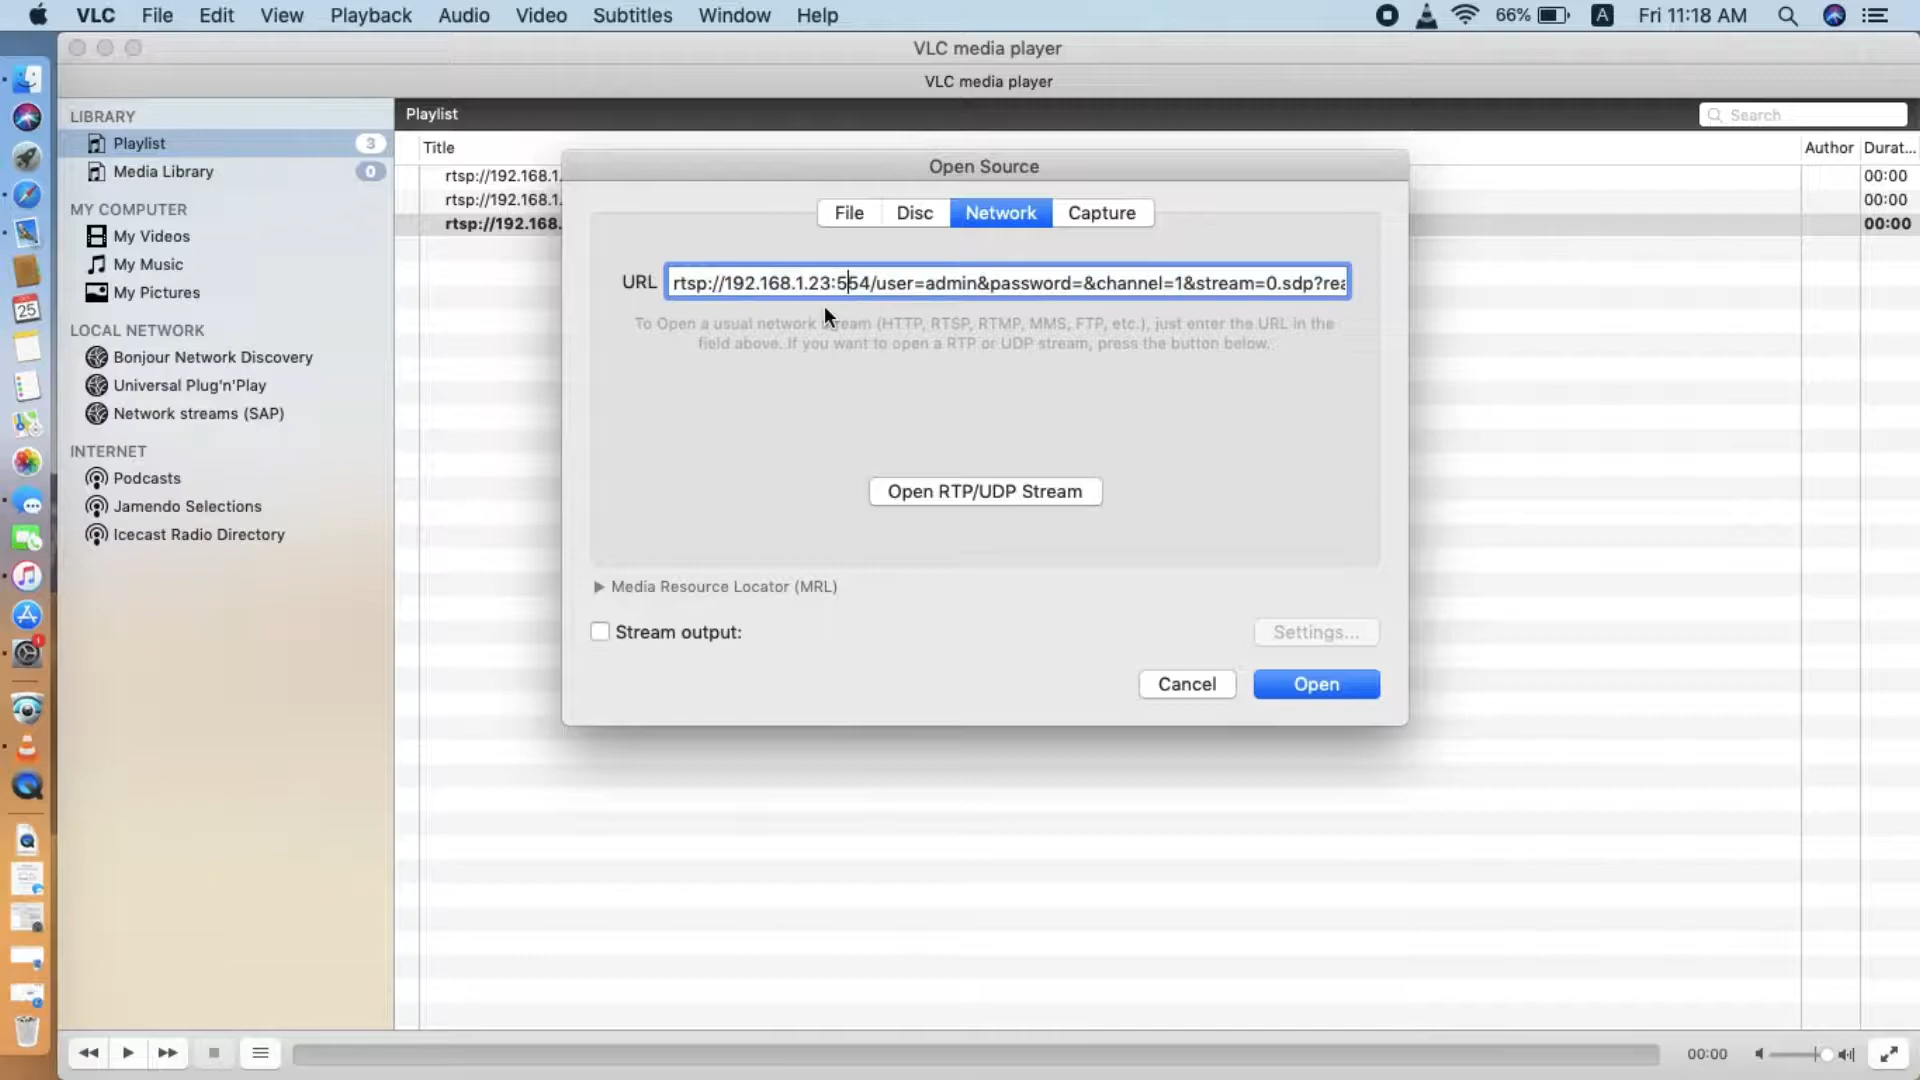 VLC File Edit View Playback Audio Video Subtitles Window Help 66% A Fri 11:18 AM
VLC media player
VLC media player
LIBRARY
Playlist 3
Media Library 0
MY COMPUTER
My Videos
My Music
My Pictures
LOCAL NETWORK
Bonjour Network Discovery
Universal Plug'n'Play
Network streams (SAP)
INTERNET
Podcasts
Jamendo Selections
Icecast Radio Directory
Playlist Search
Title Author Durat...
rtsp://192.168.1. 00:00
rtsp://192.168.1. 00:00
rtsp://192.168. 00:00
Open Source
File Disc Network Capture
URL rtsp://192.168.1.23:554/user=admin&password=&channel=1&stream=0.sdp?rea
To Open a usual network stream (HTTP, RTSP, RTMP, MMS, FTP, etc.), just enter the URL in the
field above. If you want to open a RTP or UDP stream, press the button below.
Open RTP/UDP Stream
Media Resource Locator (MRL)
Stream output: Settings...
Cancel Open
25
1
00:00